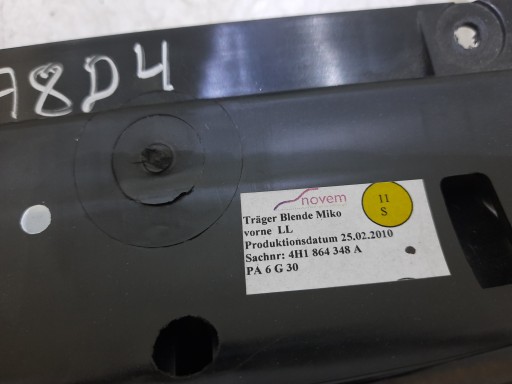 A8D4
novem
11
S
Träger Blende Miko
vorne LL
Produktionsdatum 25.02.2010
Sachnr: 4H1 864 348 A
PA 6 G 30